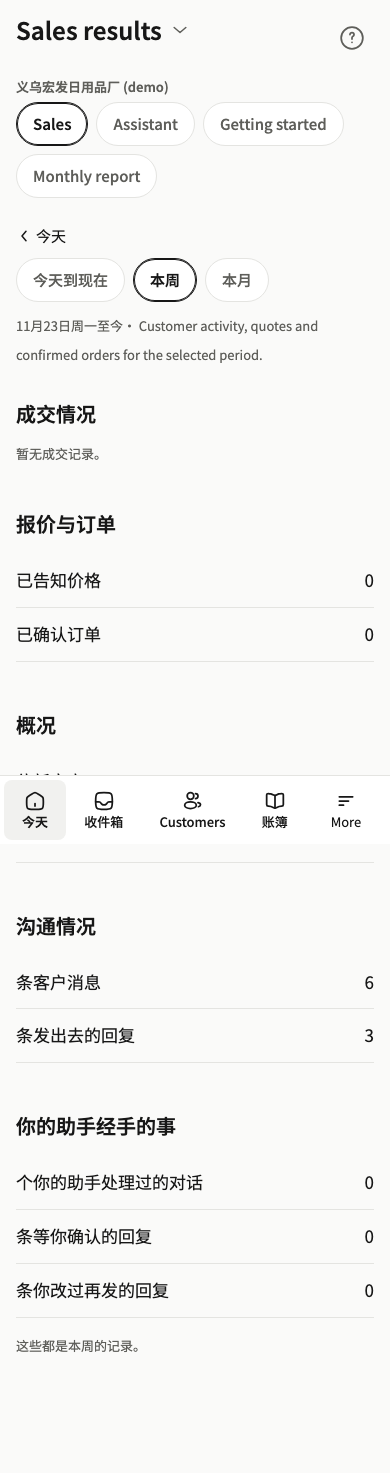 Sales results
义乌宏发日用品厂 (demo)
Sales
Assistant
Getting started
Monthly report
今天
今天到现在
本周
本月
11月23日周一至今· Customer activity, quotes and
confirmed orders for the selected period.
成交情况
暂无成交记录。
报价与订单
已告知价格 0
已确认订单 0
概况
今天
收件箱
Customers
账簿
More
沟通情况
条客户消息 6
条发出去的回复 3
你的助手经手的事
个你的助手处理过的对话 0
条等你确认的回复 0
条你改过再发的回复 0
这些都是本周的记录。